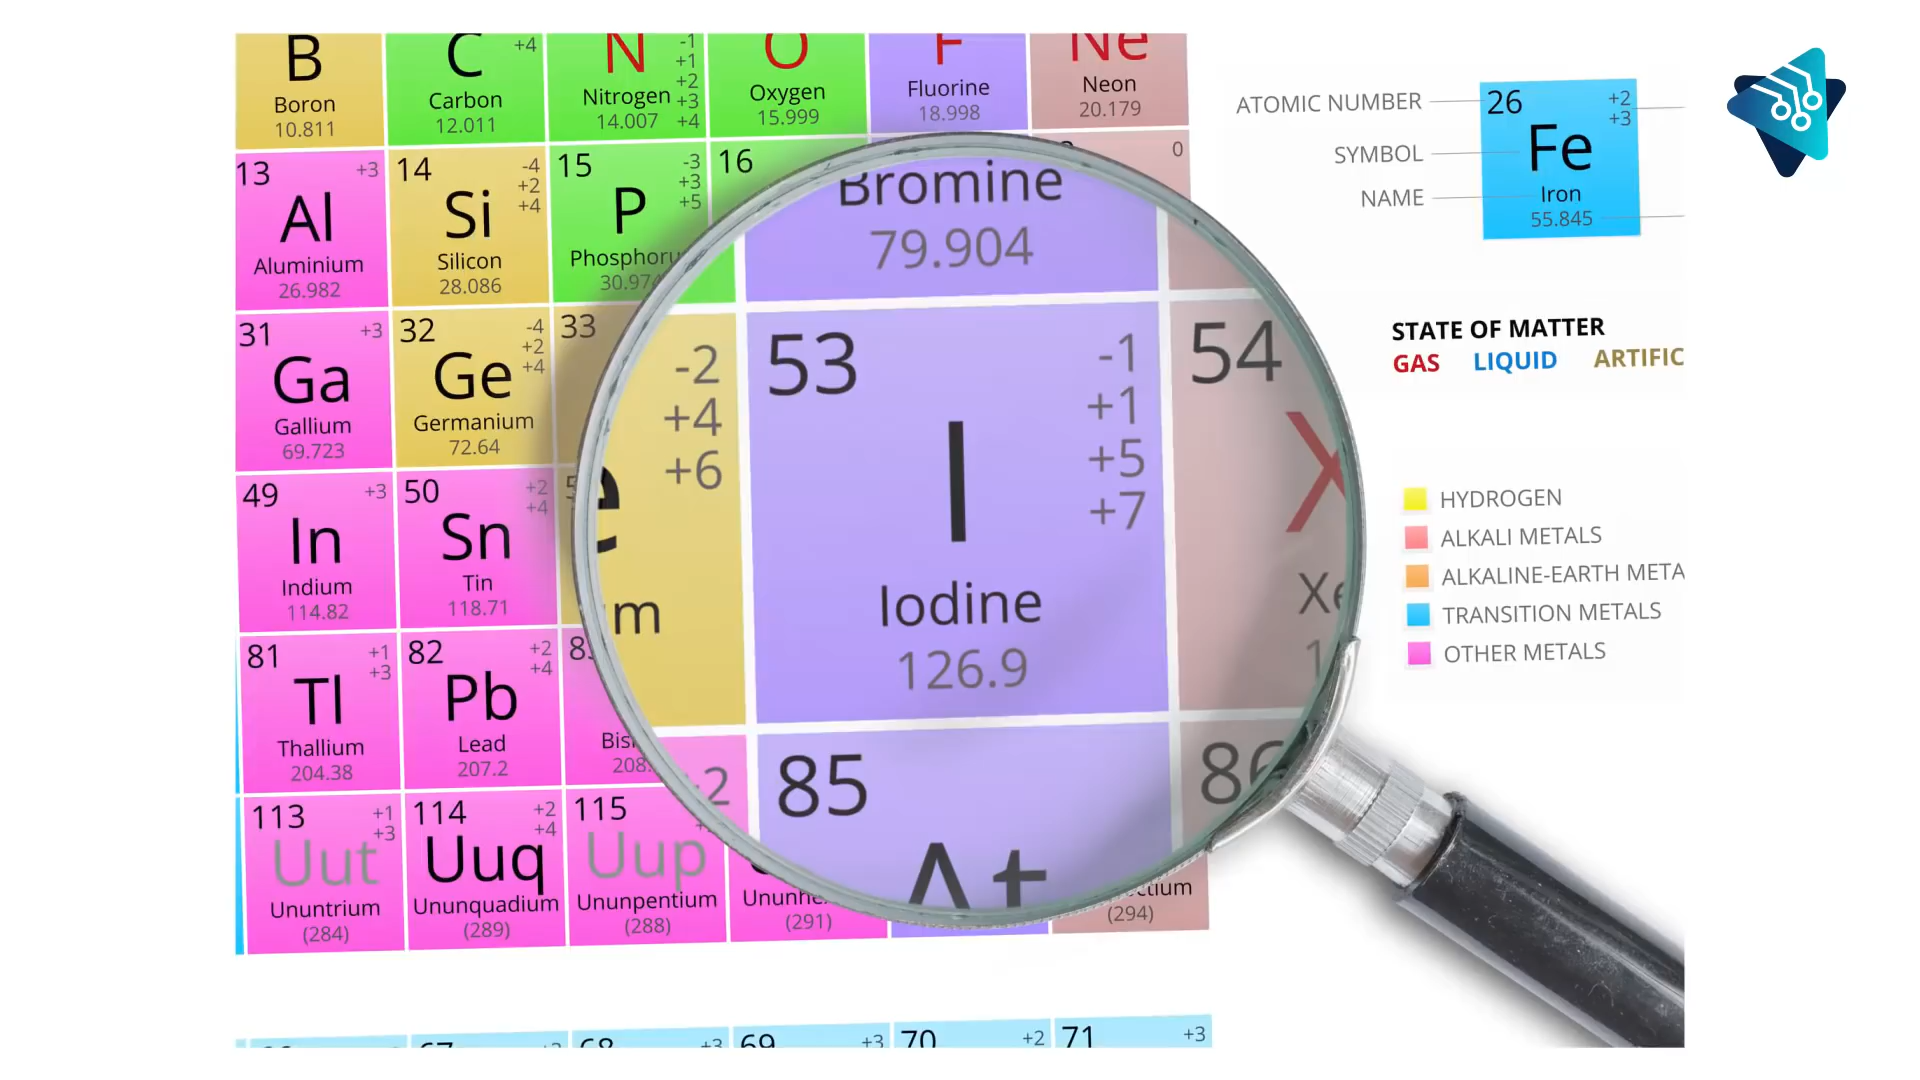 B
Boron
10.811
C
+4
Carbon
12.011
N
-1
+1
+2
+3
+4
Nitrogen
14.007
O
Oxygen
15.999
F
Fluorine
18.998
Ne
Neon
20.179
13
+3
Al
Aluminium
26.982
14
-4
+2
+4
Si
Silicon
28.086
15
-3
+3
+5
P
30.974
16
0
31
+3
Ga
Gallium
69.723
32
-4
+2
+4
Ge
Germanium
72.64
33
49
+3
In
Indium
114.82
50
+2
+4
Sn
Tin
118.71
81
+1
+3
Tl
Thallium
204.38
82
+2
+4
Pb
Lead
207.2
113
+1
+3
Uut
Ununtrium
(284)
114
+2
+4
Uuq
Ununquadium
(289)
115
Uup
Ununpentium
(288)
(291)
(294)
Bromine
79.904
-2
+4
+6
53
-1
+1
+5
+7
I
Iodine
126.9
54
X
85
At
86
69
+3
70
+2
71
+3
ATOMIC NUMBER
SYMBOL
NAME
26
+2
+3
Fe
Iron
55.845
STATE OF MATTER
GAS LIQUID
HYDROGEN
ALKALI METALS
ALKALINE-EARTH
TRANSITION METALS
OTHER METALS